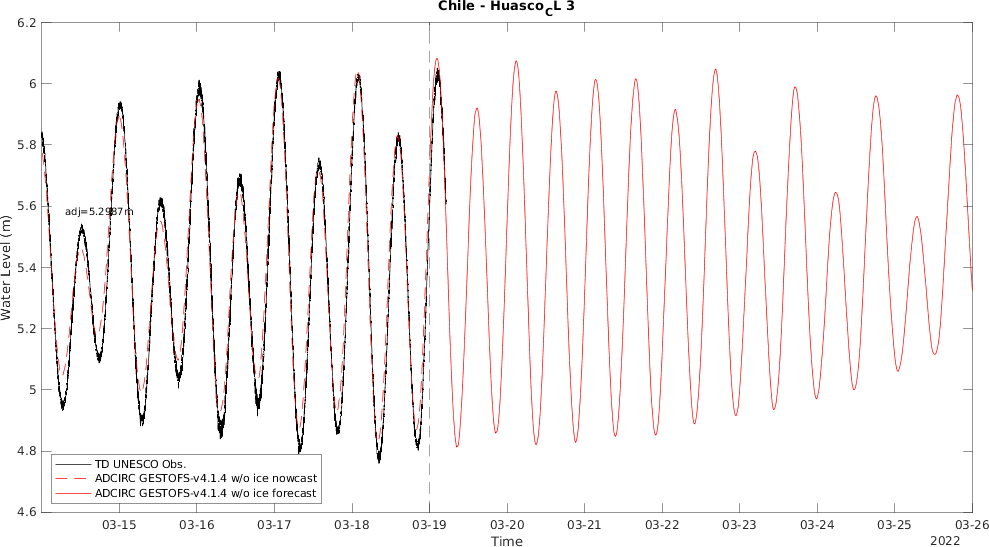 Chile - Huasco CL 3
6.2
6
5.8
5.6
5.4
5.2
5
4.8
4.6
Water Level (m)
adj=5.2987m
TD UNESCO Obs.
ADCIRC GESTOFS-v4.1.4 w/o ice nowcast
ADCIRC GESTOFS-v4.1.4 w/o ice forecast
03-15 03-16 03-17 03-18 03-19 03-20 03-21 03-22 03-23 03-24 03-25 03-26
Time
2022